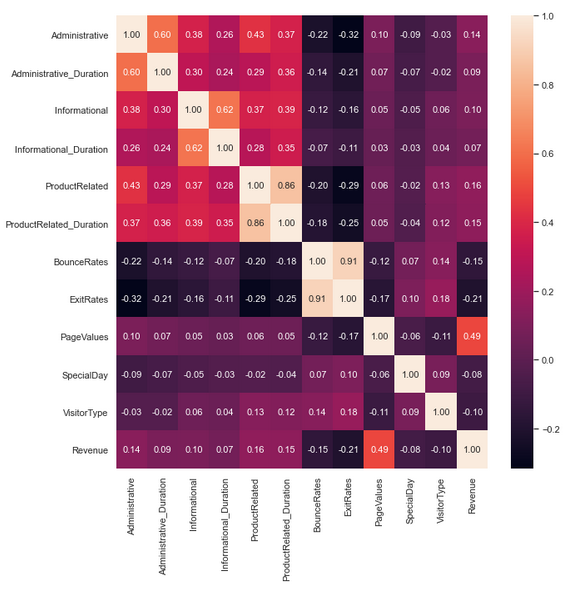 Administrative 1.00 0.60 0.38 0.26 0.43 0.37 -0.22 -0.32 0.10 -0.09 -0.03 0.14
Administrative_Duration 0.60 1.00 0.30 0.24 0.29 0.36 -0.14 -0.21 0.07 -0.07 -0.02 0.09
Informational 0.38 0.30 1.00 0.62 0.37 0.39 -0.12 -0.16 0.05 -0.05 0.06 0.10
Informational_Duration 0.26 0.24 0.62 1.00 0.28 0.35 -0.07 -0.11 0.03 -0.03 0.04 0.07
ProductRelated 0.43 0.29 0.37 0.28 1.00 0.86 -0.20 -0.29 0.06 -0.02 0.13 0.16
ProductRelated_Duration 0.37 0.36 0.39 0.35 0.86 1.00 -0.18 -0.25 0.05 -0.04 0.12 0.15
BounceRates -0.22 -0.14 -0.12 -0.07 -0.20 -0.18 1.00 0.91 -0.12 0.07 0.14 -0.15
ExitRates -0.32 -0.21 -0.16 -0.11 -0.29 -0.25 0.91 1.00 -0.17 0.10 0.18 -0.21
PageValues 0.10 0.07 0.05 0.03 0.06 0.05 -0.12 -0.17 1.00 -0.06 -0.11 0.49
SpecialDay -0.09 -0.07 -0.05 -0.03 -0.02 -0.04 0.07 0.10 -0.06 1.00 0.09 -0.08
VisitorType -0.03 -0.02 0.06 0.04 0.13 0.12 0.14 0.18 -0.11 0.09 1.00 -0.10
Revenue 0.14 0.09 0.10 0.07 0.16 0.15 -0.15 -0.21 0.49 -0.08 -0.10 1.00
Administrative
Administrative_Duration
Informational
Informational_Duration
ProductRelated
ProductRelated_Duration
BounceRates
ExitRates
PageValues
SpecialDay
VisitorType
Revenue
1.0
0.8
0.6
0.4
0.2
0.0
−0.2